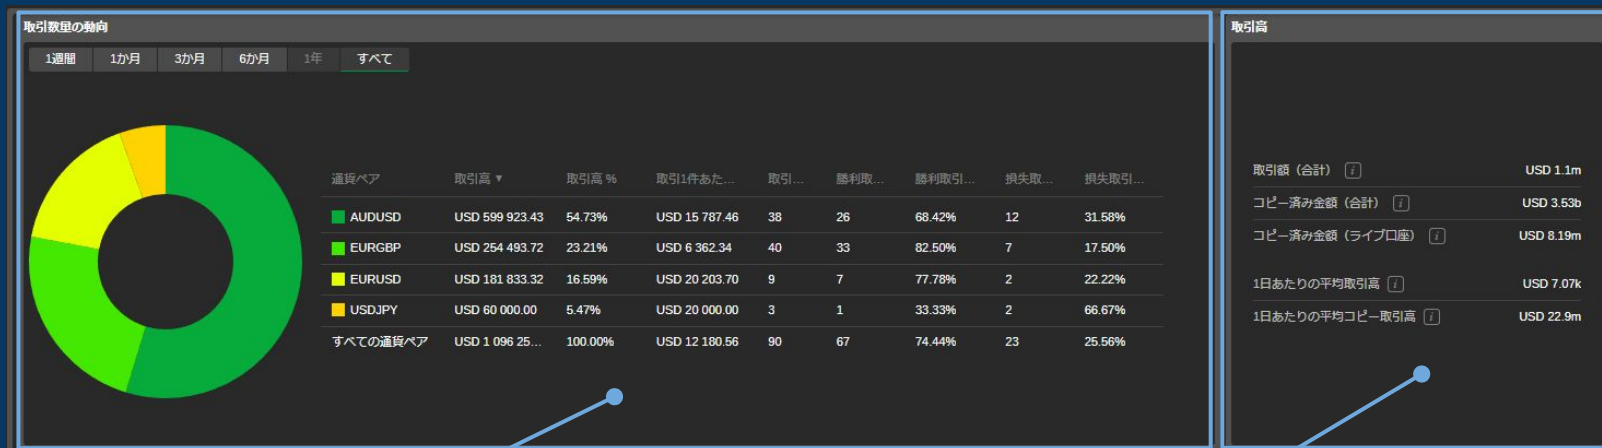 取引数量の動向
1週間 1か月 3か月 6か月 1年 すべて
通貨ペア 取引高 ▼ 取引高 % 取引1件あた... 取引... 勝利取... 勝利取引... 損失取... 損失取引...
AUDUSD USD 599 923.43 54.73% USD 15 787.46 38 26 68.42% 12 31.58%
EURGBP USD 254 493.72 23.21% USD 6 362.34 40 33 82.50% 7 17.50%
EURUSD USD 181 833.32 16.59% USD 20 203.70 9 7 77.78% 2 22.22%
USDJPY USD 60 000.00 5.47% USD 20 000.00 3 1 33.33% 2 66.67%
すべての通貨ペア USD 1 096 25... 100.00% USD 12 180.56 90 67 74.44% 23 25.56%
取引高
取引額（合計） i USD 1.1m
コピー済み金額（合計） i USD 3.53b
コピー済み金額（ライブ口座） i USD 8.19m
1日あたりの平均取引高 i USD 7.07k
1日あたりの平均コピー取引高 i USD 22.9m